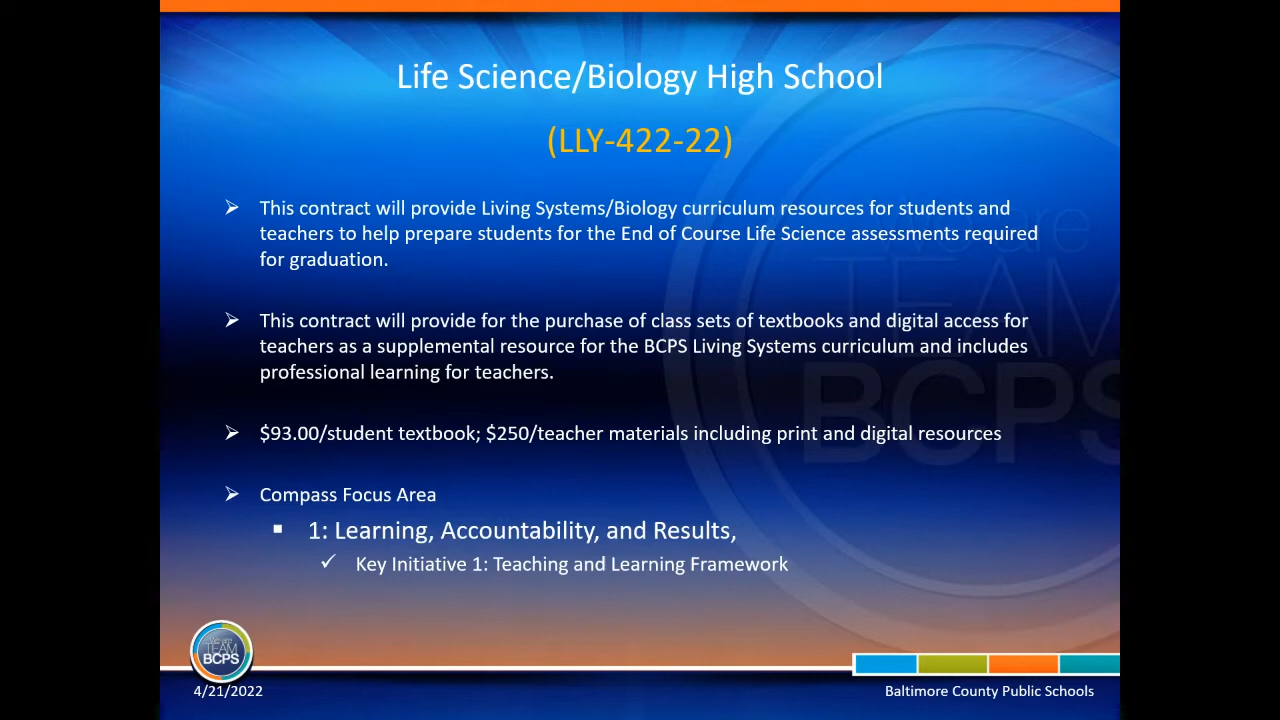 Life Science/Biology High School
(LLY-422-22)
This contract will provide Living Systems/Biology curriculum resources for students and
teachers to help prepare students for the End of Course Life Science assessments required
for graduation.
This contract will provide for the purchase of class sets of textbooks and digital access for
teachers as a supplemental resource for the BCPS Living Systems curriculum and includes
professional learning for teachers.
$93.00/student textbook; $250/teacher materials including print and digital resources
Compass Focus Area
1: Learning, Accountability, and Results,
Key Initiative 1: Teaching and Learning Framework
we are
TEAM
BCPS
TEAM
BCPS
4/21/2022
Baltimore County Public Schools